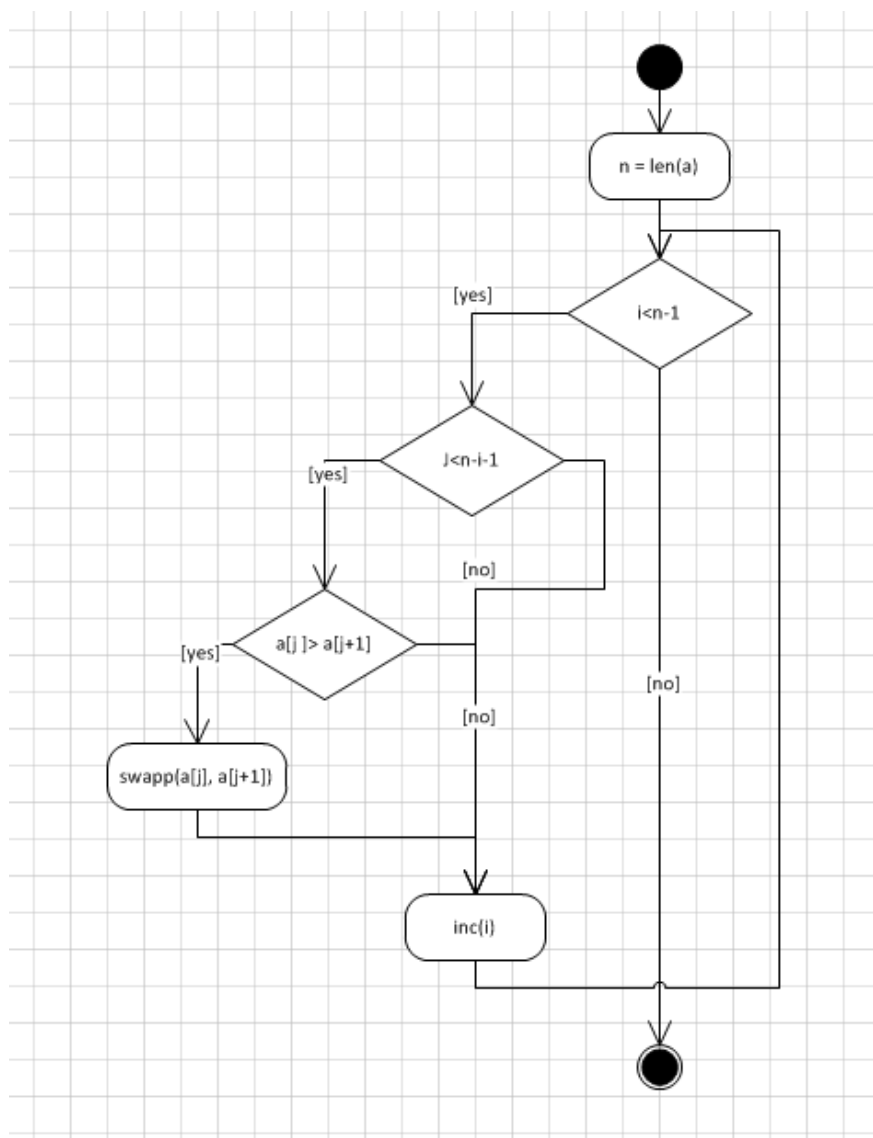 n = len(a)
i<n-1
[yes]
J<n-i-1
[yes]
[no]
a[j ]> a[j+1]
[yes]
[no]
[no]
swapp(a[j], a[j+1])
inc(i)